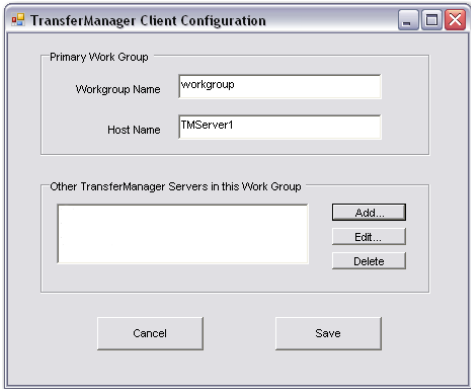 TransferManager Client Configuration
Primary Work Group
Workgroup Name workgroup
Host Name TMServer1
Other TransferManager Servers in this Work Group
Add...
Edit...
Delete
Cancel Save